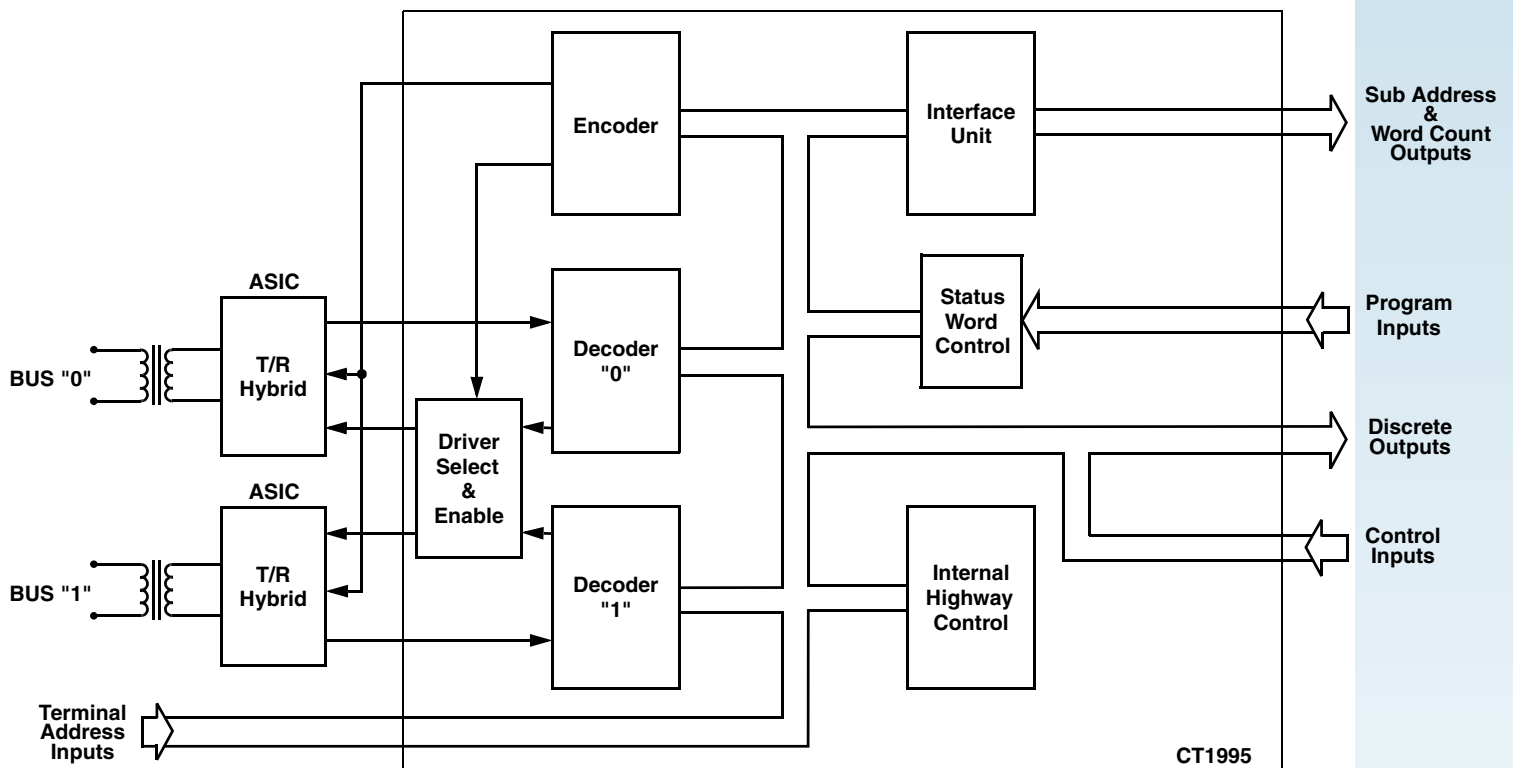 Encoder
Interface
Unit
Sub Address
&
Word Count
Outputs
ASIC
T/R
Hybrid
BUS "0"
Decoder
"0"
Status
Word
Control
Program
Inputs
Driver
Select
&
Enable
Discrete
Outputs
ASIC
T/R
Hybrid
BUS "1"
Decoder
"1"
Internal
Highway
Control
Control
Inputs
Terminal
Address
Inputs
CT1995